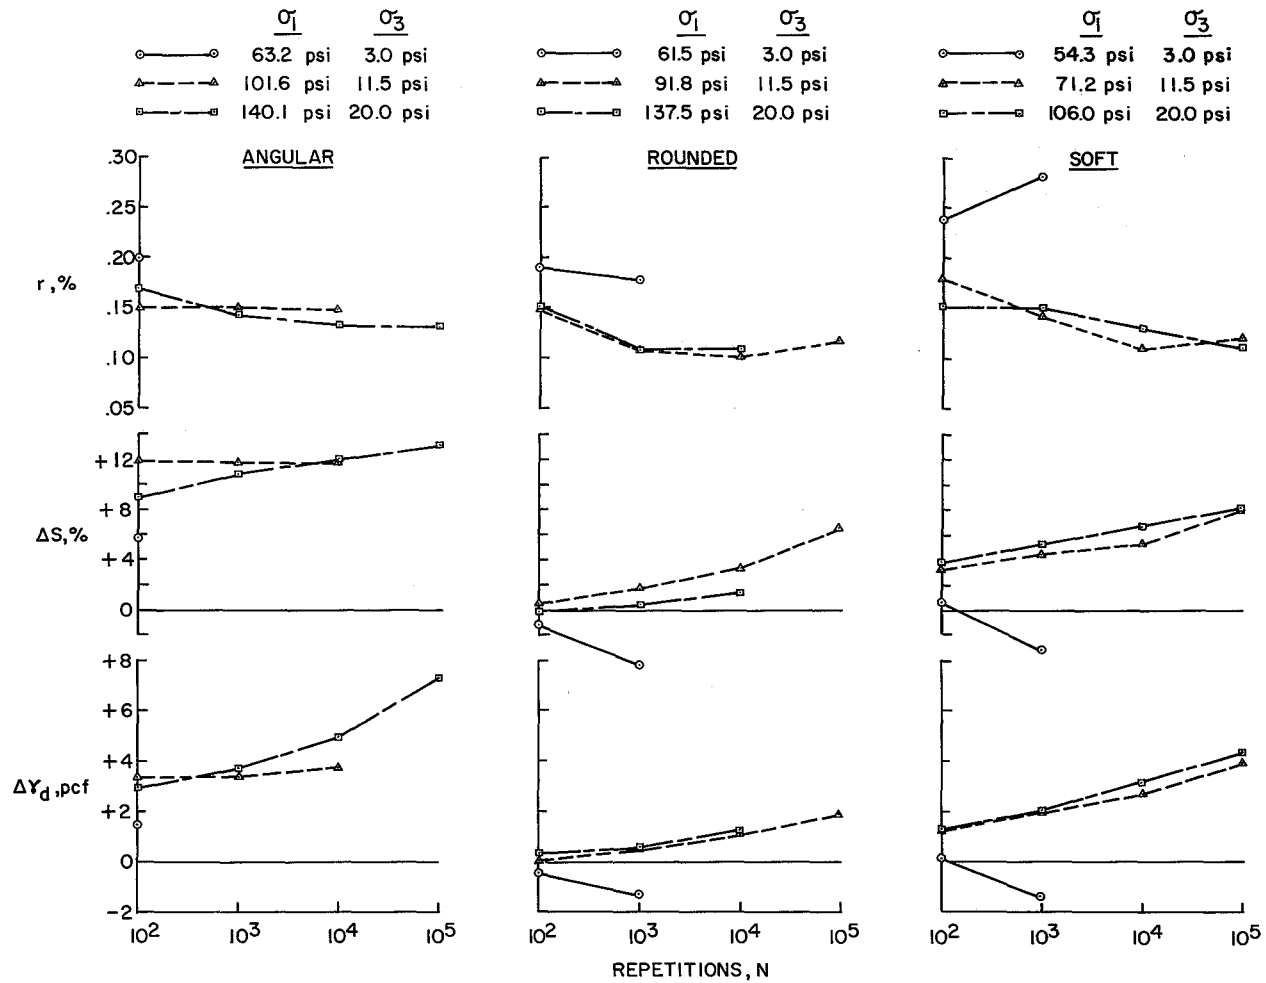 σ1 σ3
63.2 psi 3.0 psi
101.6 psi 11.5 psi
140.1 psi 20.0 psi
σ1 σ3
61.5 psi 3.0 psi
91.8 psi 11.5 psi
137.5 psi 20.0 psi
σ1 σ3
54.3 psi 3.0 psi
71.2 psi 11.5 psi
106.0 psi 20.0 psi
ANGULAR
ROUNDED
SOFT
r, %
.30
.25
.20
.15
.10
.05
ΔS, %
+12
+8
+4
0
Δγd, pcf
+8
+6
+4
+2
0
-2
10² 10³ 10⁴ 10⁵
10² 10³ 10⁴ 10⁵
10² 10³ 10⁴ 10⁵
REPETITIONS, N